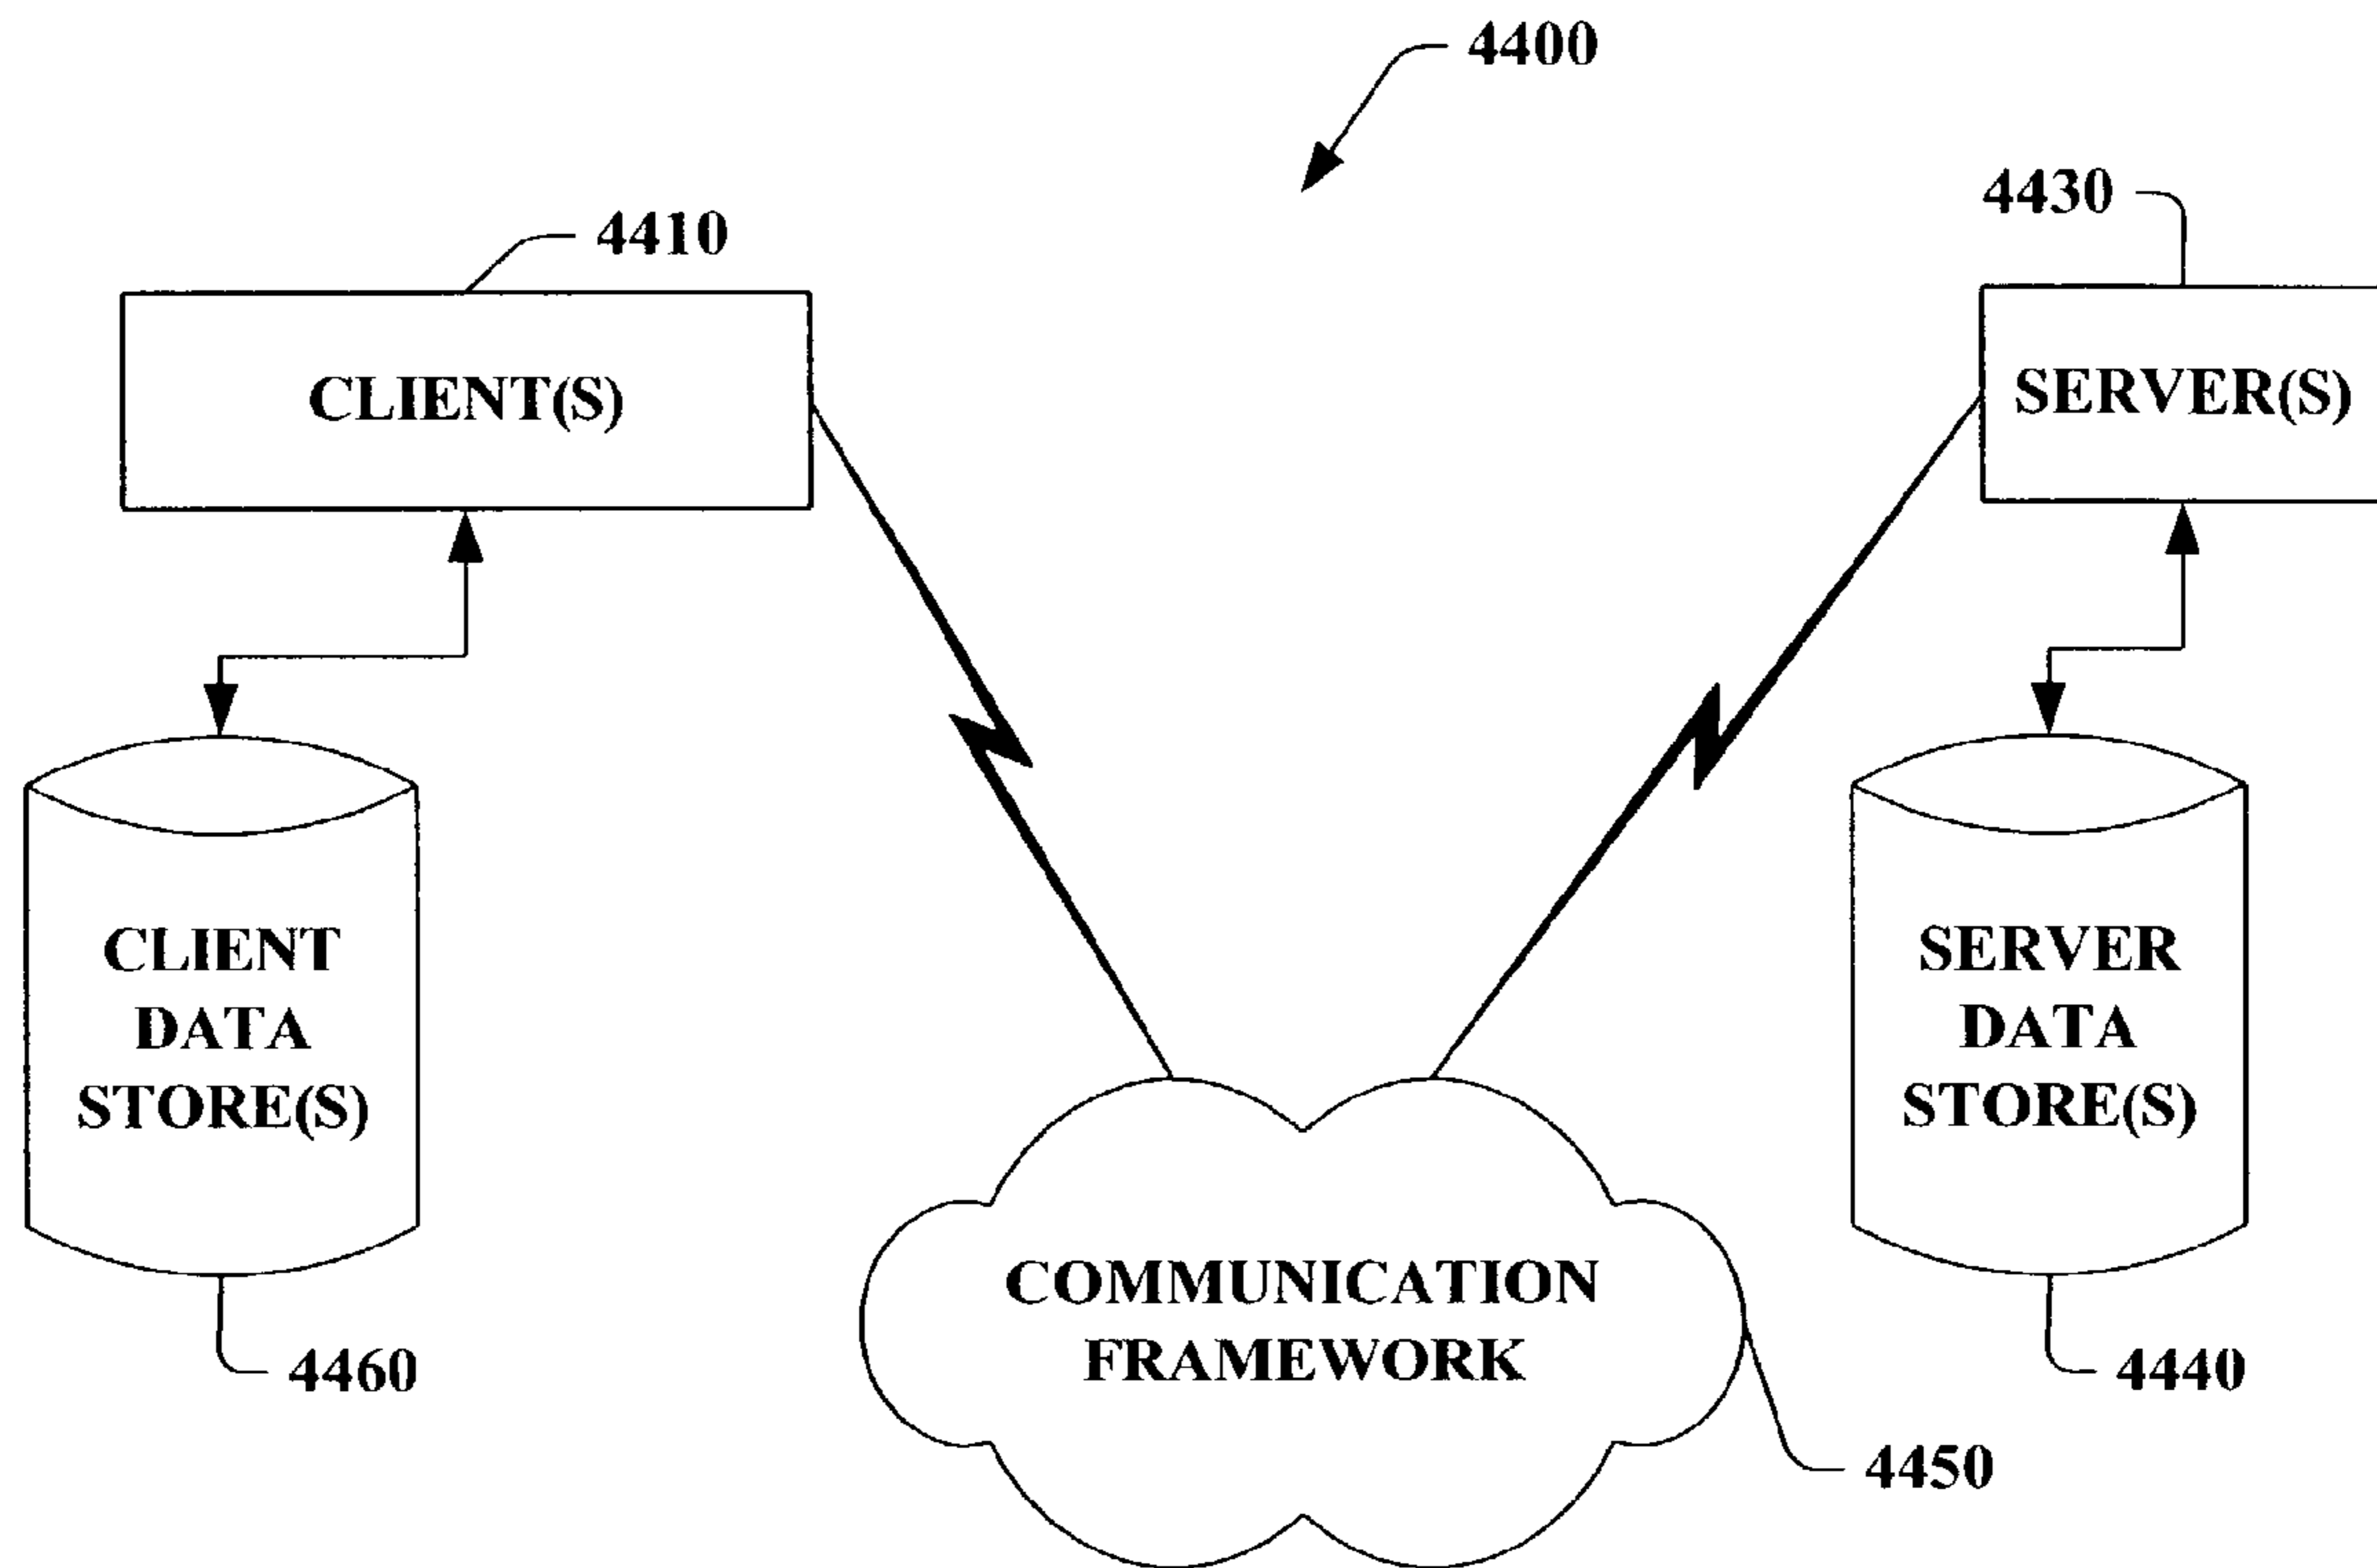 4400
4410
4430
CLIENT(S)
SERVER(S)
CLIENT
DATA
STORE(S)
SERVER
DATA
STORE(S)
COMMUNICATION
FRAMEWORK
4460
4440
4450